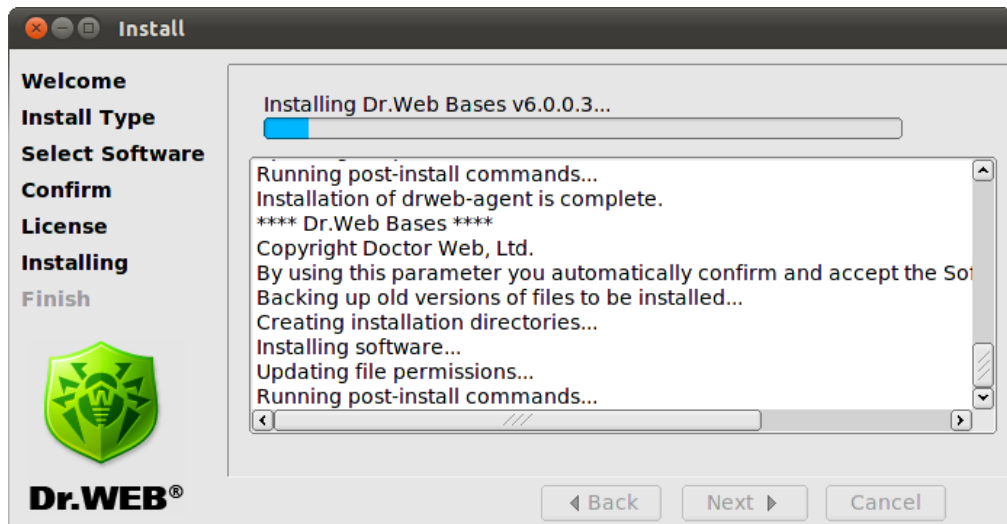 Install
Welcome
Install Type
Select Software
Confirm
License
Installing
Finish
Dr.WEB®
Installing Dr.Web Bases v6.0.0.3...
Running post-install commands...
Installation of drweb-agent is complete.
**** Dr.Web Bases ****
Copyright Doctor Web, Ltd.
By using this parameter you automatically confirm and accept the
Backing up old versions of files to be installed...
Creating installation directories...
Installing software...
Updating file permissions...
Running post-install commands...
Back
Next
Cancel